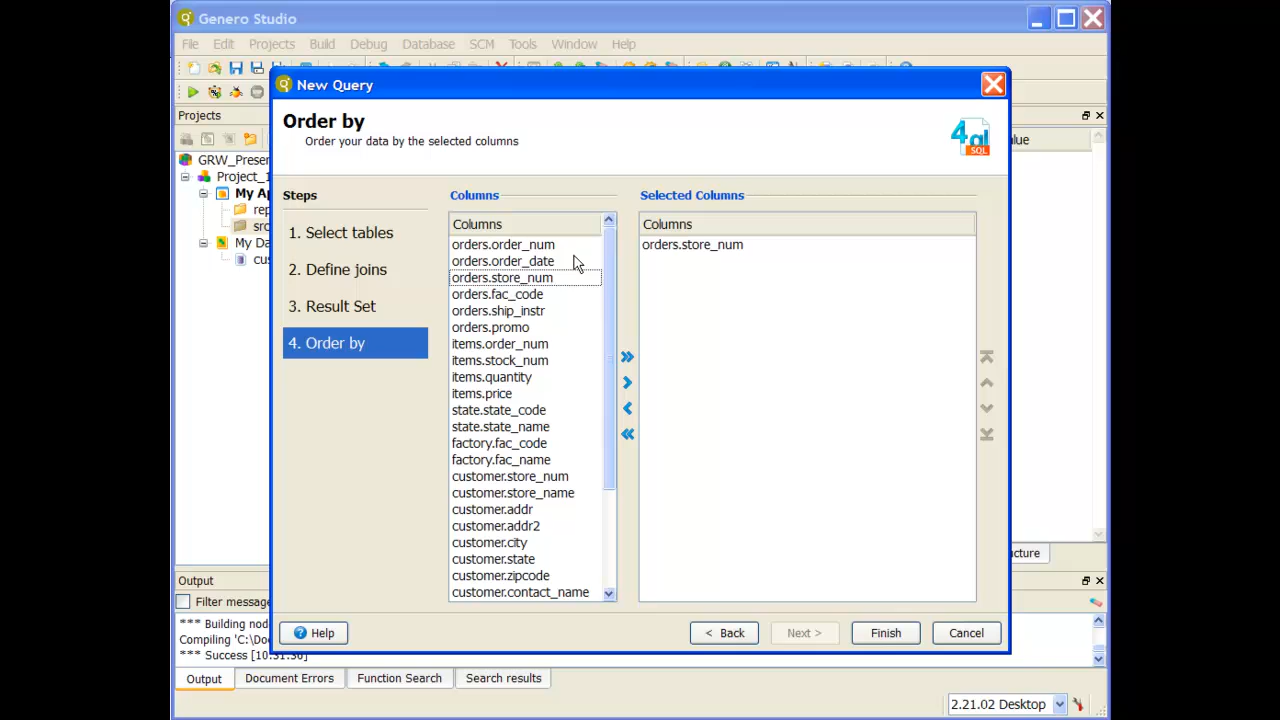 Genero Studio
File Edit Projects Build Debug Database SCM Tools Window Help
New Query
Order by
Order your data by the selected columns
4gl
SQL
Projects
alue
GRW_Presen
Project_1
My Ap
rep
src
My Da
cus
Steps
1. Select tables
2. Define joins
3. Result Set
4. Order by
Columns
Columns
orders.order_num
orders.order_date
orders.store_num
orders.fac_code
orders.ship_instr
orders.promo
items.order_num
items.stock_num
items.quantity
items.price
state.state_code
state.state_name
factory.fac_code
factory.fac_name
customer.store_num
customer.store_name
customer.addr
customer.addr2
customer.city
customer.state
customer.zipcode
customer.contact_name
Selected Columns
Columns
orders.store_num
Help
< Back
Next >
Finish
Cancel
ucture
Output
Filter message
*** Building nod
Compiling 'C:\Doc
*** Success [10:31:36]
Output Document Errors Function Search Search results
2.21.02 Desktop